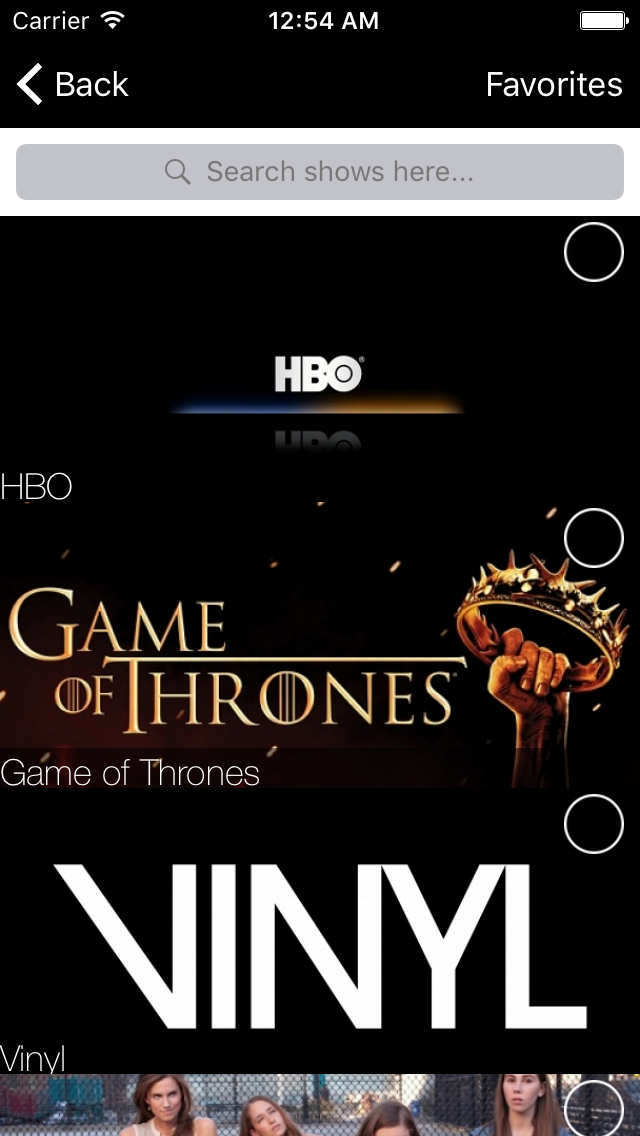 Carrier 12:54 AM
Back Favorites
Search shows here...
HBO®
HBO
HBO
GAME
OF THRONES
Game of Thrones
VINYL
Vinyl